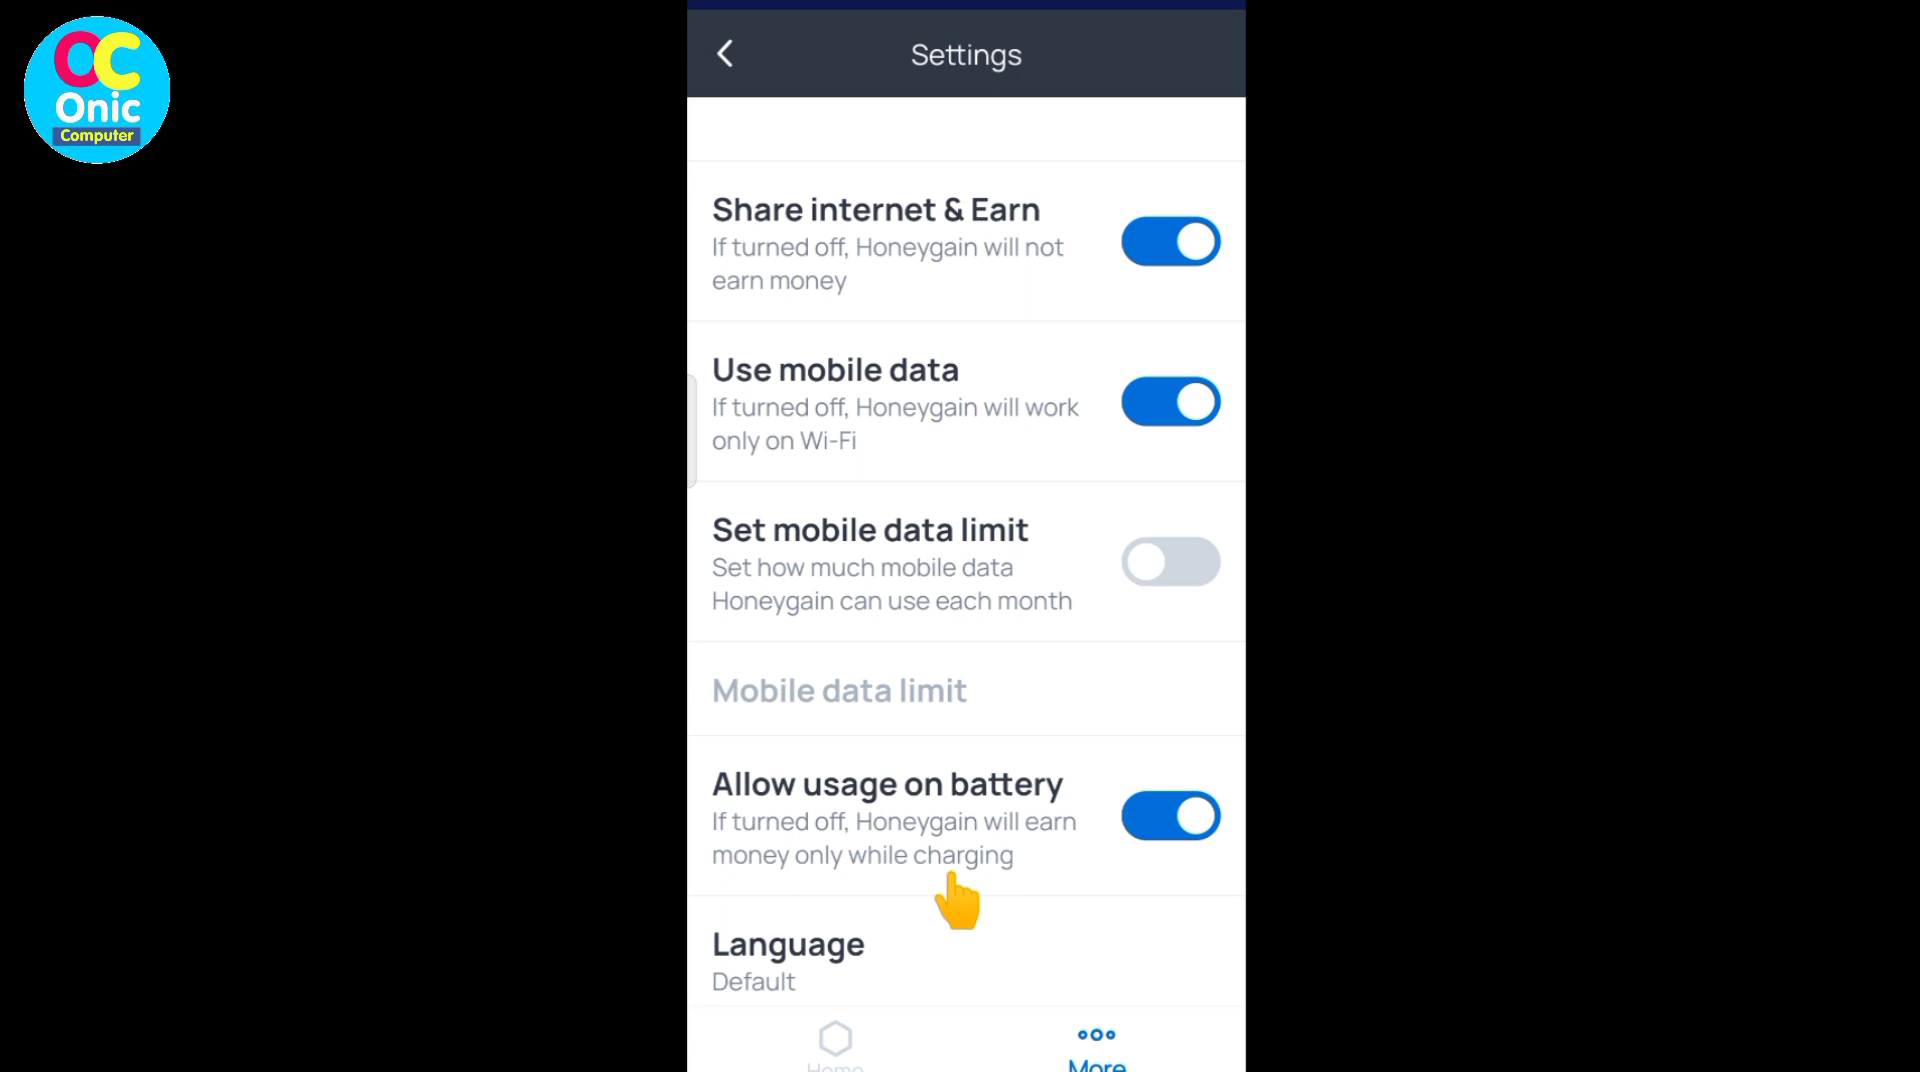 OC
Onic
Computer
Settings
Share internet & Earn
If turned off, Honeygain will not
earn money
Use mobile data
If turned off, Honeygain will work
only on Wi-Fi
Set mobile data limit
Set how much mobile data
Honeygain can use each month
Mobile data limit
Allow usage on battery
If turned off, Honeygain will earn
money only while charging
Language
Default
Home
More